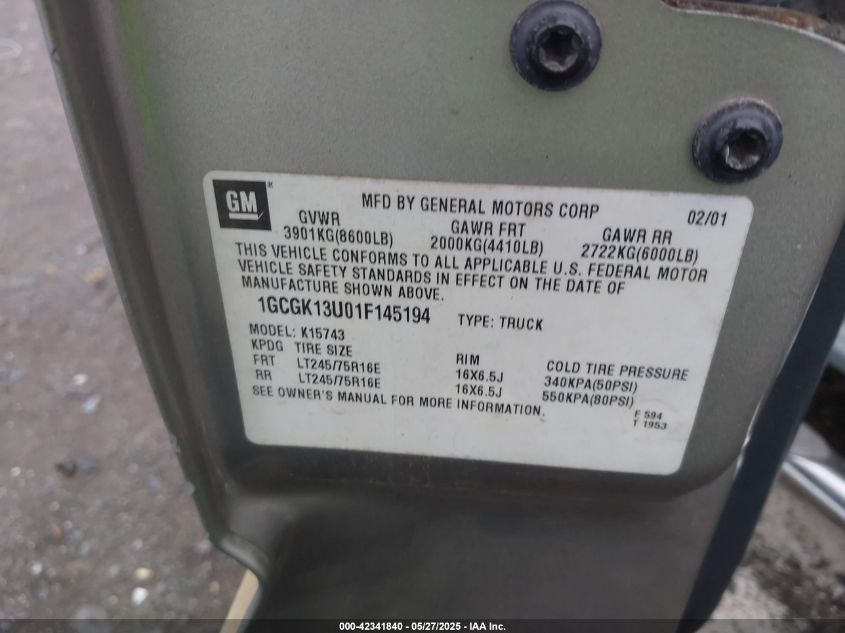 GM
MFD BY GENERAL MOTORS CORP 02/01
GVWR GAWR FRT GAWR RR
3901KG(8600LB) 2000KG(4410LB) 2722KG(6000LB)
THIS VEHICLE CONFORMS TO ALL APPLICABLE U.S. FEDERAL MOTOR
VEHICLE SAFETY STANDARDS IN EFFECT ON THE DATE OF
MANUFACTURE SHOWN ABOVE.
1GCGK13U01F145194 TYPE: TRUCK
MODEL: K15743
KPDG TIRE SIZE RIM COLD TIRE PRESSURE
FRT LT245/75R16E 16X6.5J 340KPA(50PSI)
RR LT245/75R16E 16X6.5J 550KPA(80PSI)
SEE OWNER'S MANUAL FOR MORE INFORMATION.
F 594
T 1953
000-42341840 / 05/27/2025 - IAA Inc.